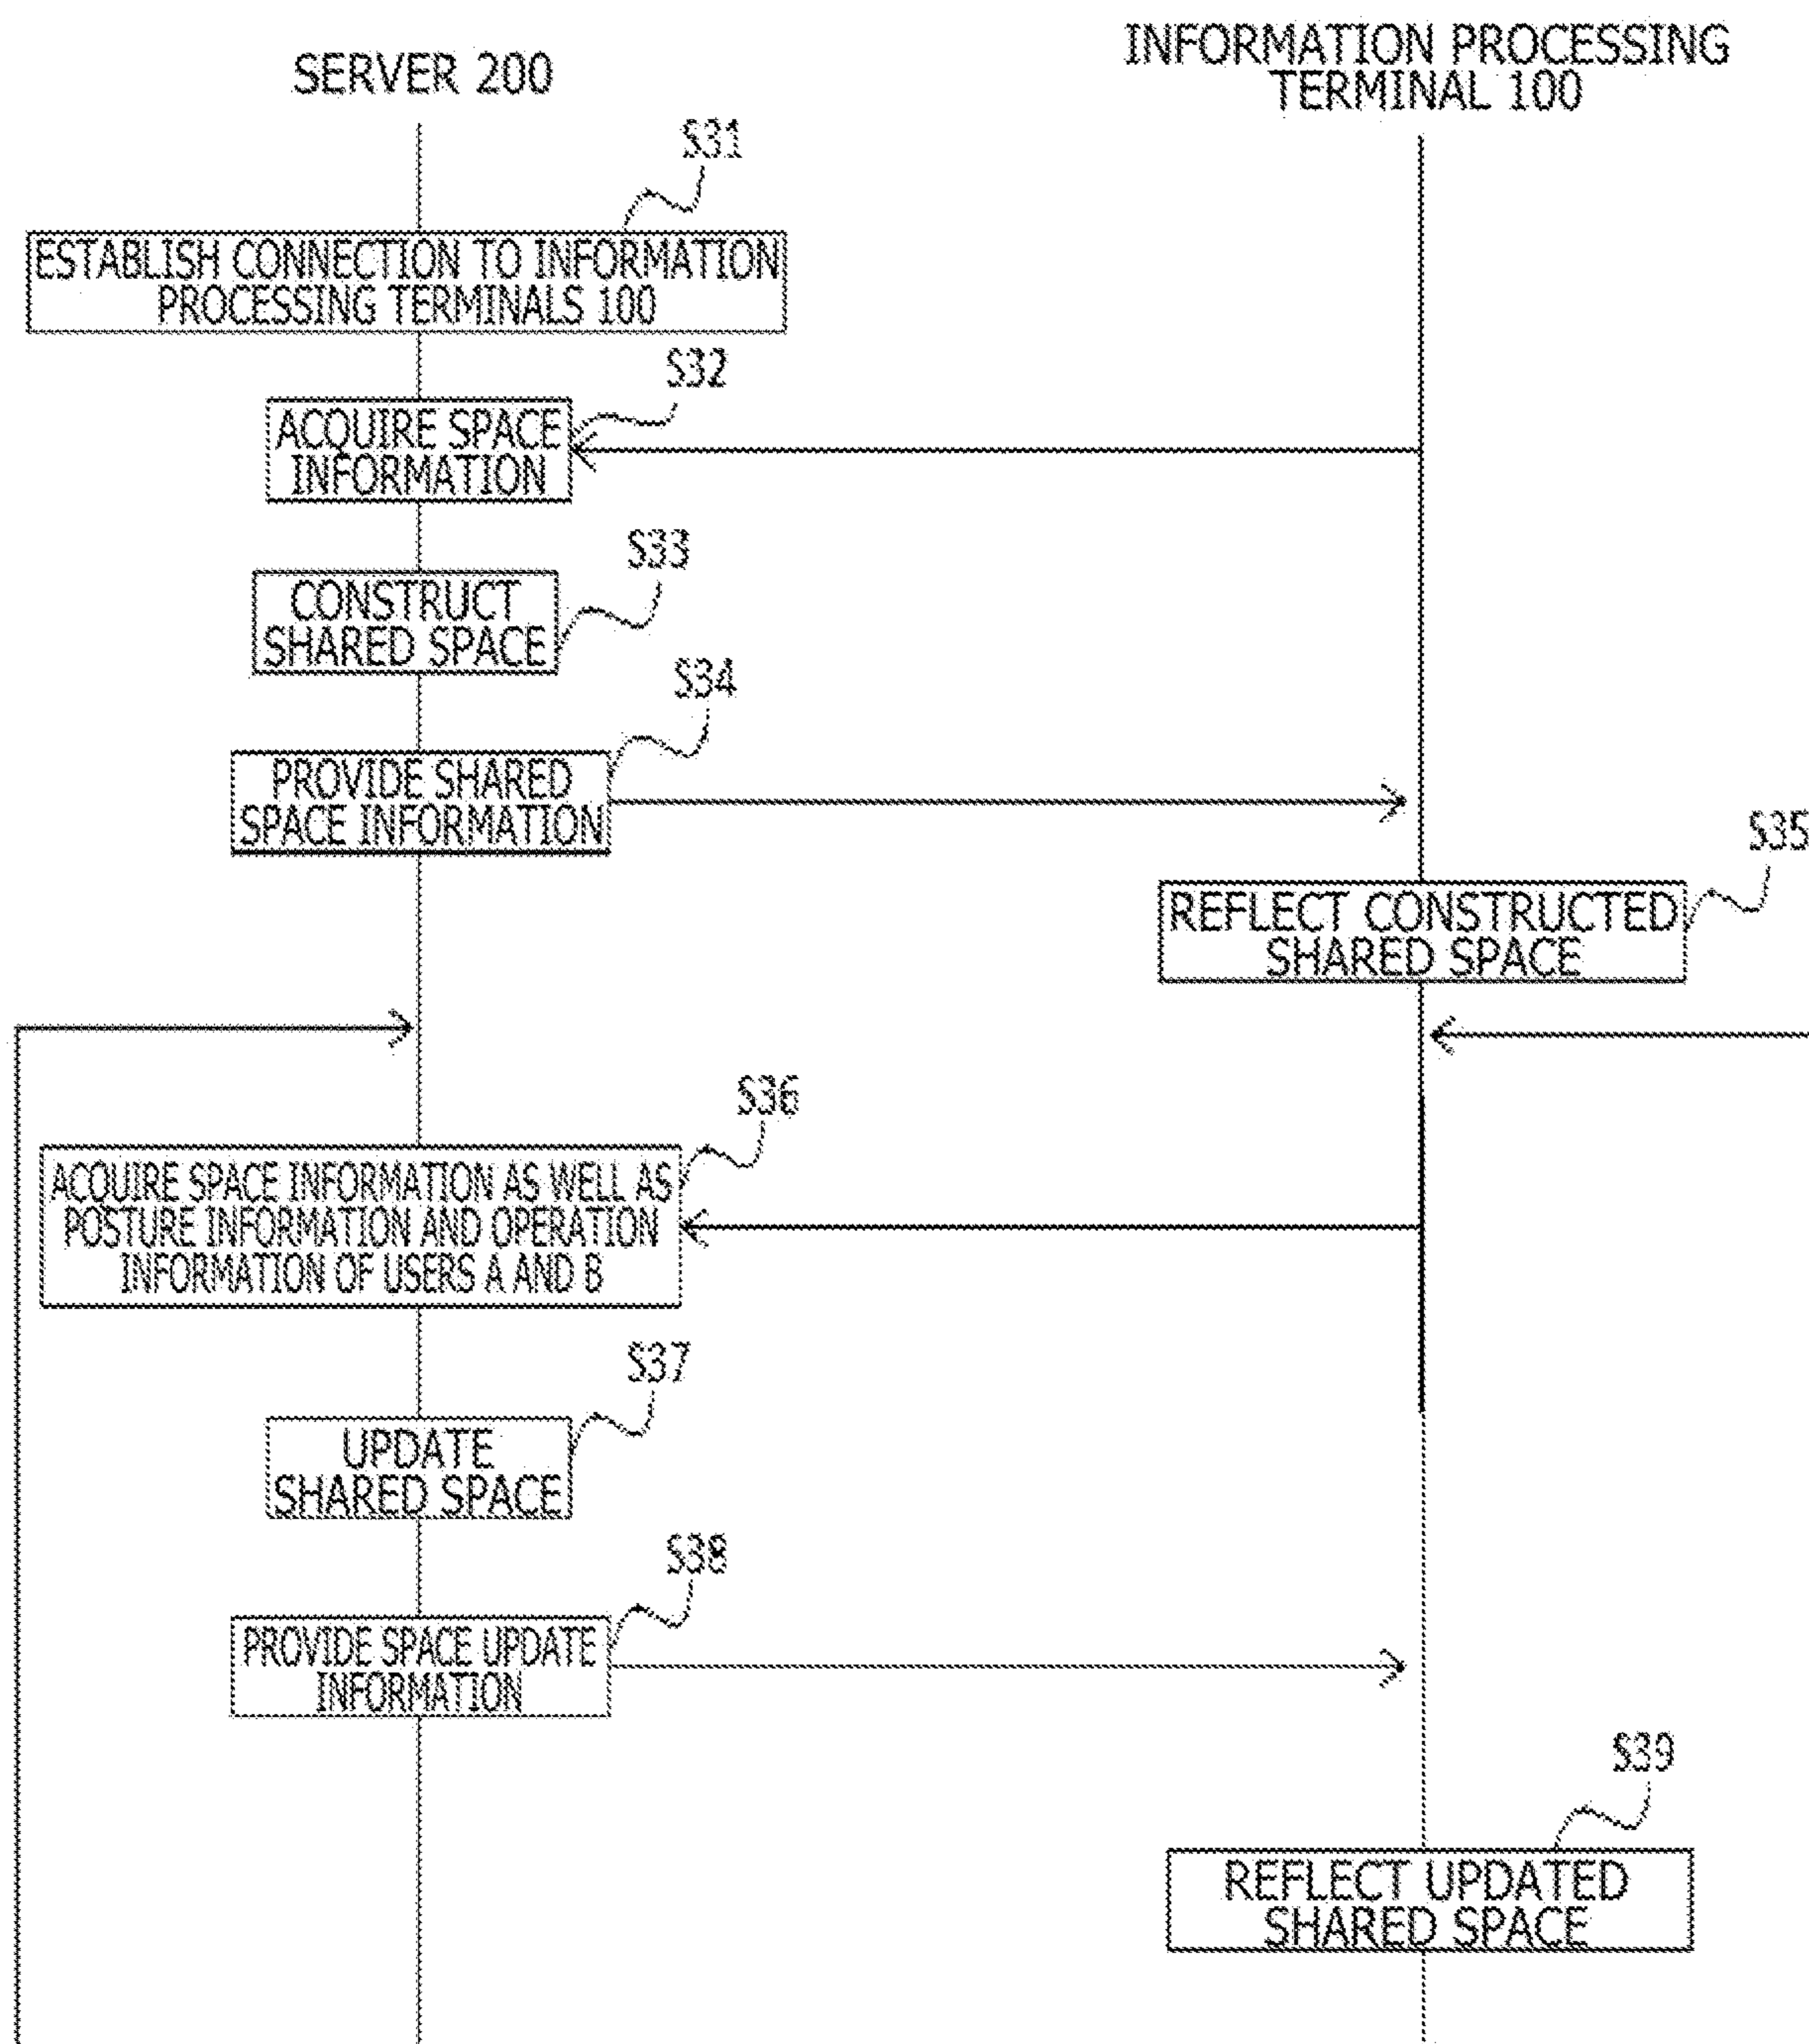 SERVER 200
INFORMATION PROCESSING
TERMINAL 100
S31
ESTABLISH CONNECTION TO INFORMATION
PROCESSING TERMINALS 100
S32
ACQUIRE SPACE
INFORMATION
S33
CONSTRUCT
SHARED SPACE
S34
PROVIDE SHARED
SPACE INFORMATION
S35
REFLECT CONSTRUCTED
SHARED SPACE
S36
ACQUIRE SPACE INFORMATION AS WELL AS
POSTURE INFORMATION AND OPERATION
INFORMATION OF USERS A AND B
S37
UPDATE
SHARED SPACE
S38
PROVIDE SPACE UPDATE
INFORMATION
S39
REFLECT UPDATED
SHARED SPACE